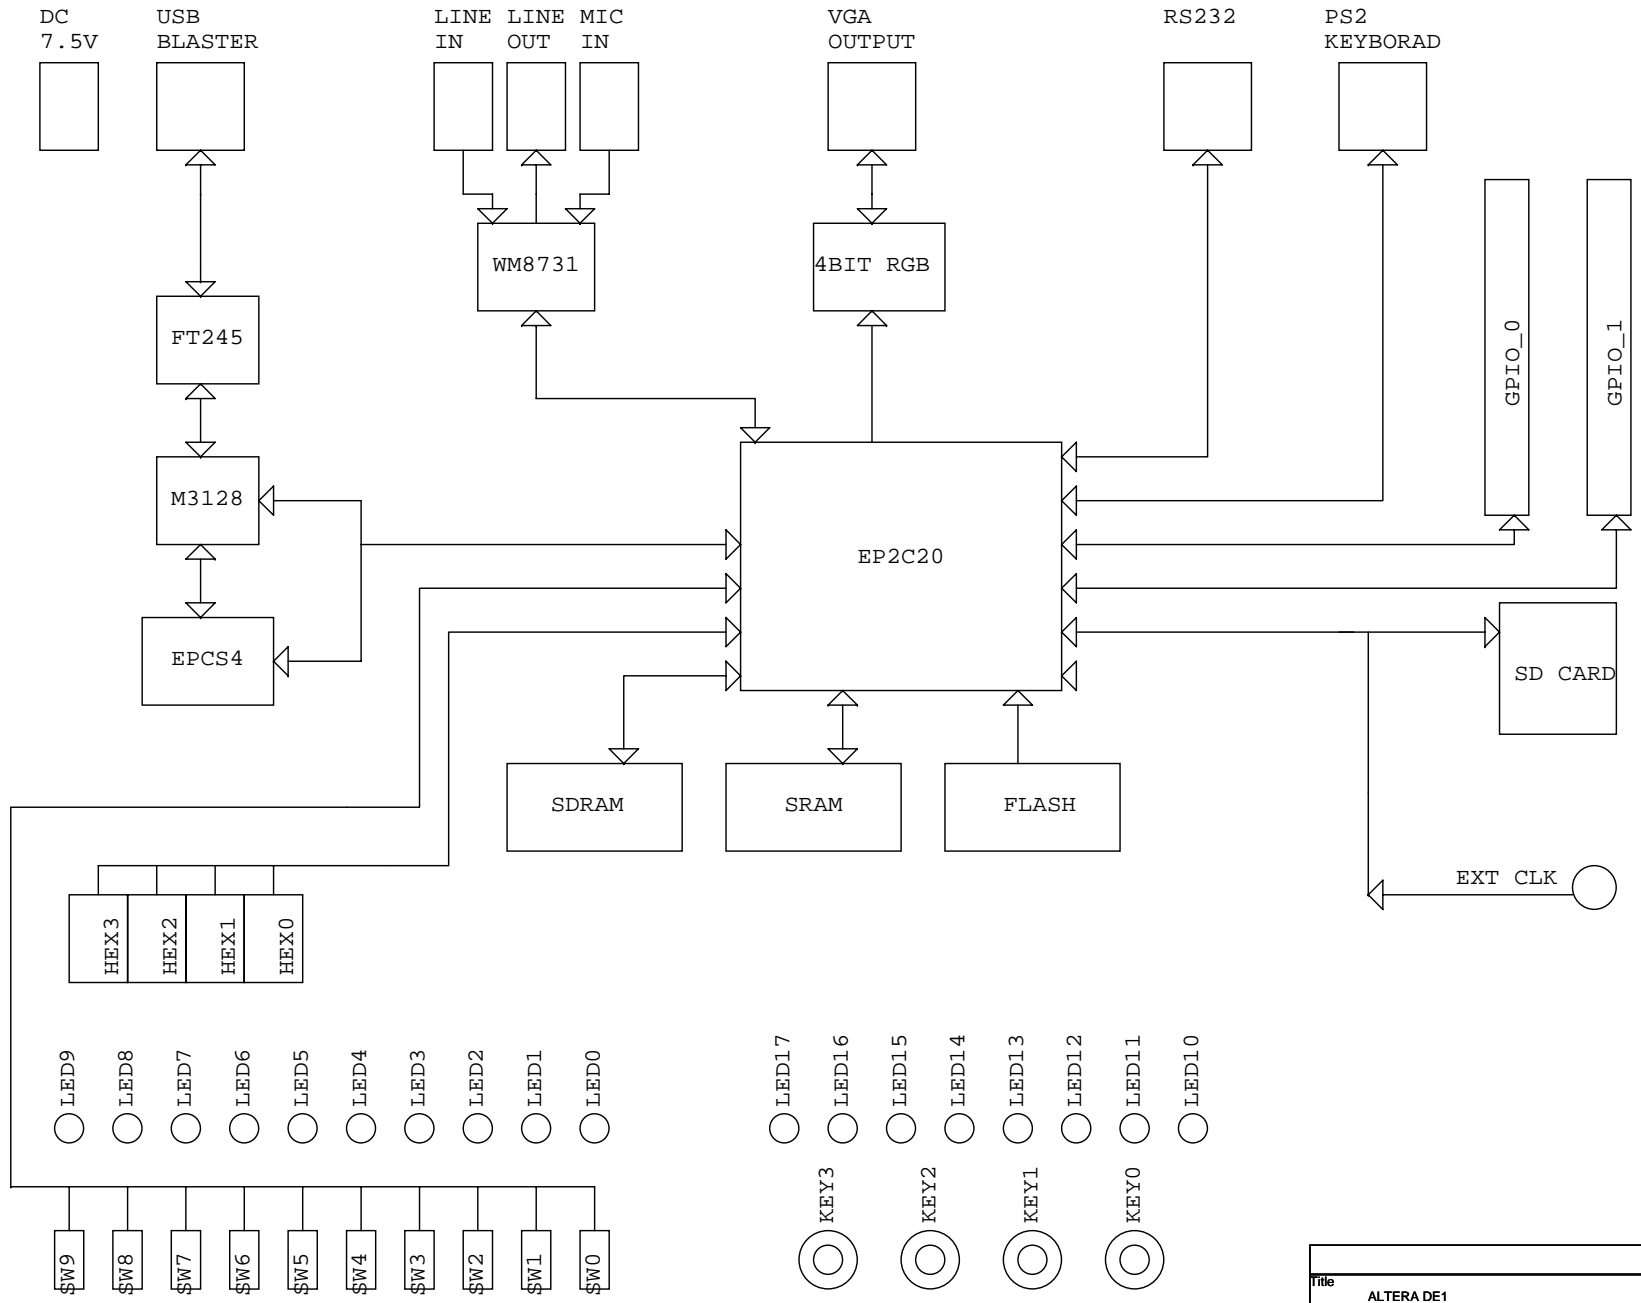 DC
7.5V
USB
BLASTER
LINE
IN
LINE
OUT
MIC
IN
VGA
OUTPUT
RS232
PS2
KEYBORAD
WM8731
4BIT RGB
FT245
GPIO_0
GPIO_1
M3128
EP2C20
EPCS4
SD CARD
SDRAM
SRAM
FLASH
EXT CLK
HEX3
HEX2
HEX1
HEX0
LED9
LED8
LED7
LED6
LED5
LED4
LED3
LED2
LED1
LED0
LED17
LED16
LED15
LED14
LED13
LED12
LED11
LED10
KEY3
KEY2
KEY1
KEY0
SW9
SW8
SW7
SW6
SW5
SW4
SW3
SW2
SW1
SW0
Title
ALTERA DE1